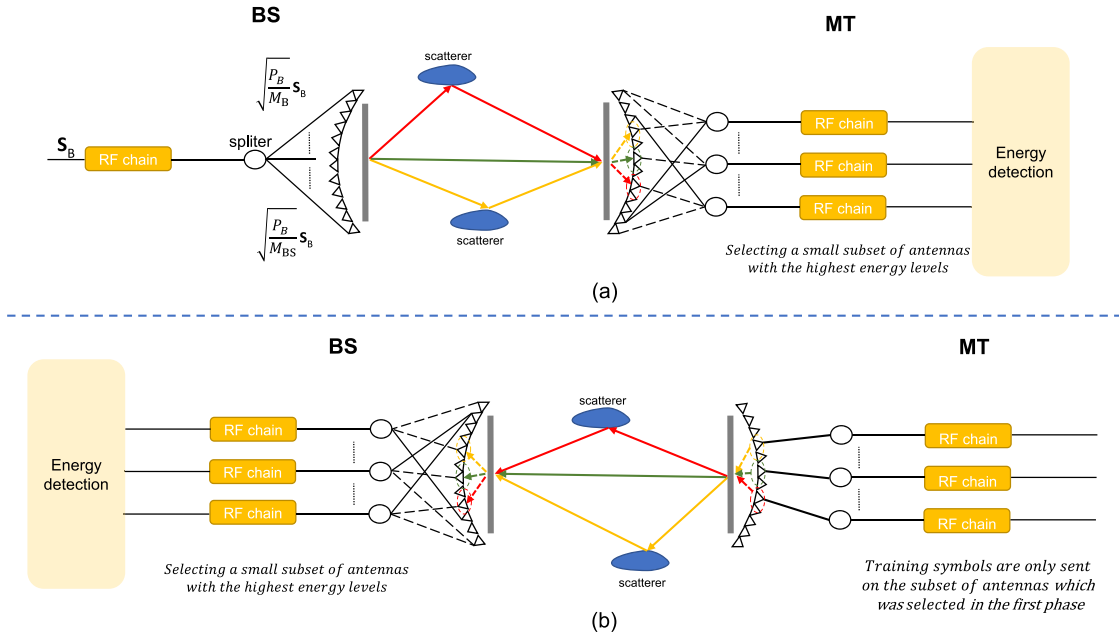 BS
MT
scatterer
√(P_B/M_B) S_B
S_B
RF chain
spliter
RF chain
RF chain
RF chain
Energy
detection
√(P_B/M_BS) S_B
scatterer
Selecting a small subset of antennas
with the highest energy levels
(a)
BS
MT
scatterer
RF chain
RF chain
RF chain
Energy
detection
RF chain
RF chain
RF chain
scatterer
Selecting a small subset of antennas
with the highest energy levels
Training symbols are only sent
on the subset of antennas which
was selected in the first phase
(b)